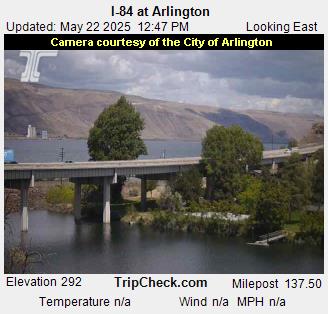 I-84 at Arlington
Updated: May 22 2025 12:47 PM Looking East
Camera courtesy of the City of Arlington
Elevation 292 TripCheck.com Milepost 137.50
Temperature n/a Wind n/a MPH n/a